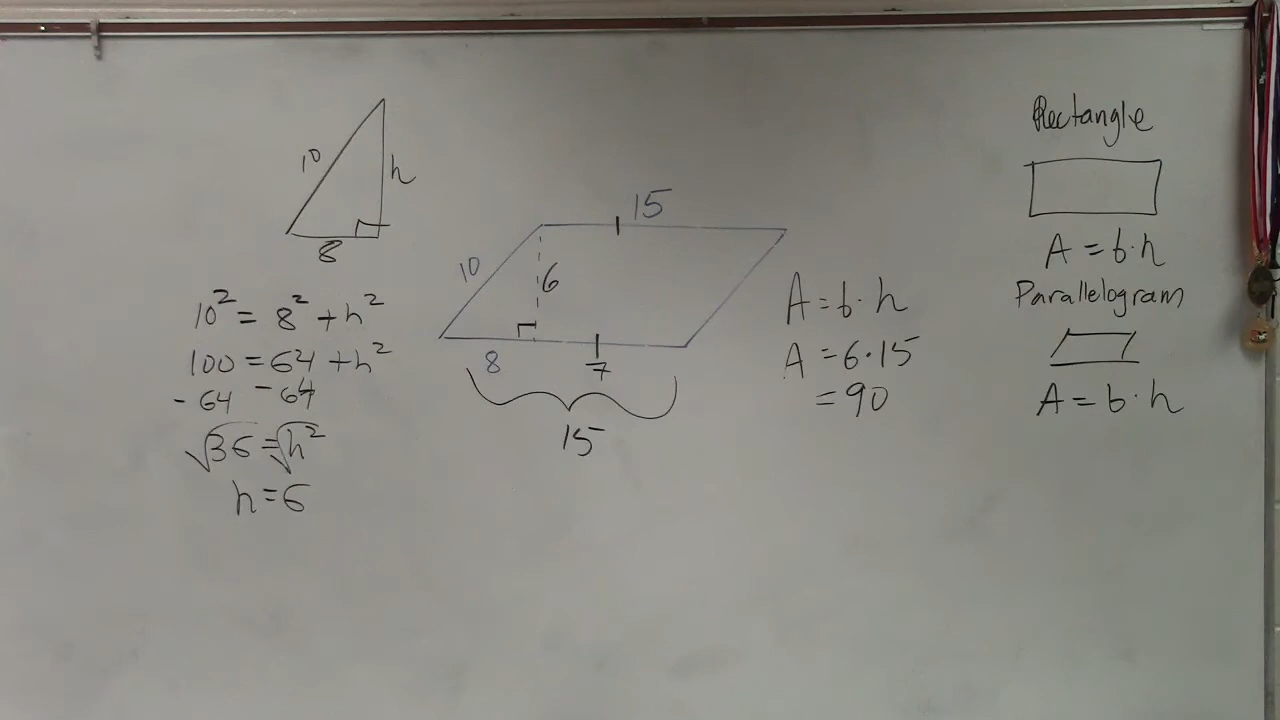 10
h
8
10² = 8² + h²
100 = 64 + h²
- 64 - 64
√36 = √h²
h = 6
15
10
6
8
7
15
A = b · h
A = 6 · 15
= 90
Rectangle
A = b · h
Parallelogram
A = b · h